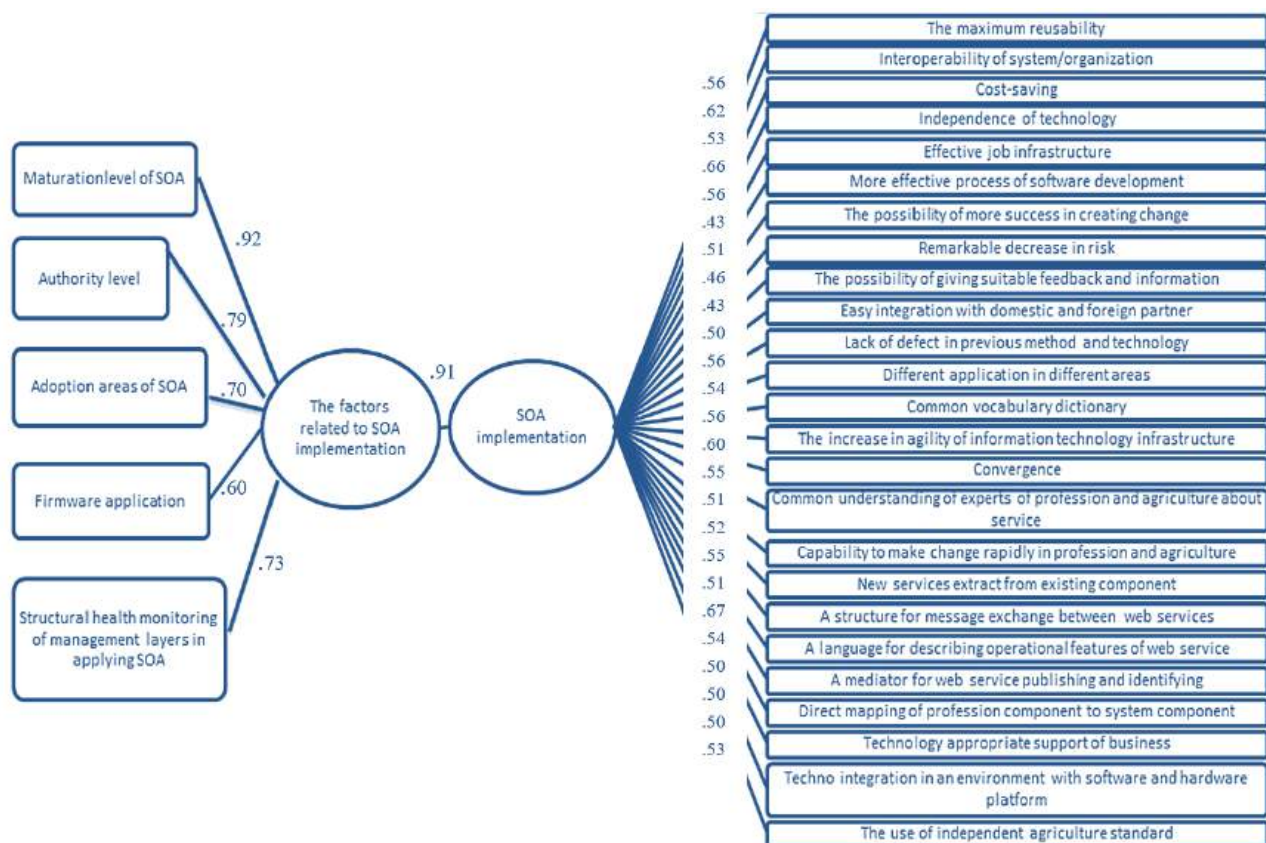 Maturationlevel of SOA
Authority level
Adoption areas of SOA
Firmware application
Structural health monitoring
of management layers in
applying SOA
.92
.79
.70
.60
.73
The factors
related to SOA
implementation
.91
SOA
implementation
.56
.62
.53
.66
.56
.43
.51
.46
.43
.50
.56
.54
.56
.60
.55
.51
.52
.55
.51
.67
.54
.50
.50
.50
.53
The maximum reusability
Interoperability of system/organization
Cost-saving
Independence of technology
Effective job infrastructure
More effective process of software development
The possibility of more success in creating change
Remarkable decrease in risk
The possibility of giving suitable feedback and information
Easy integration with domestic and foreign partner
Lack of defect in previous method and technology
Different application in different areas
Common vocabulary dictionary
The increase in agility of information technology infrastructure
Convergence
Common understanding of experts of profession and agriculture about
service
Capability to make change rapidly in profession and agriculture
New services extract from existing component
A structure for message exchange between web services
A language for describing operational features of web service
A mediator for web service publishing and identifying
Direct mapping of profession component to system component
Technology appropriate support of business
Techno integration in an environment with software and hardware
platform
The use of independent agriculture standard